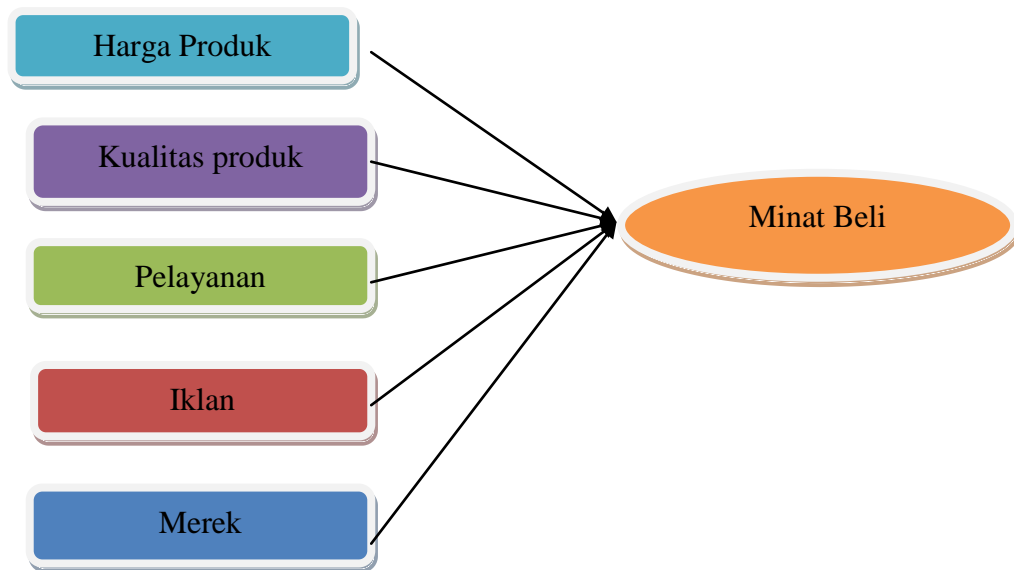 Harga Produk
Kualitas produk
Pelayanan
Iklan
Merek
Minat Beli